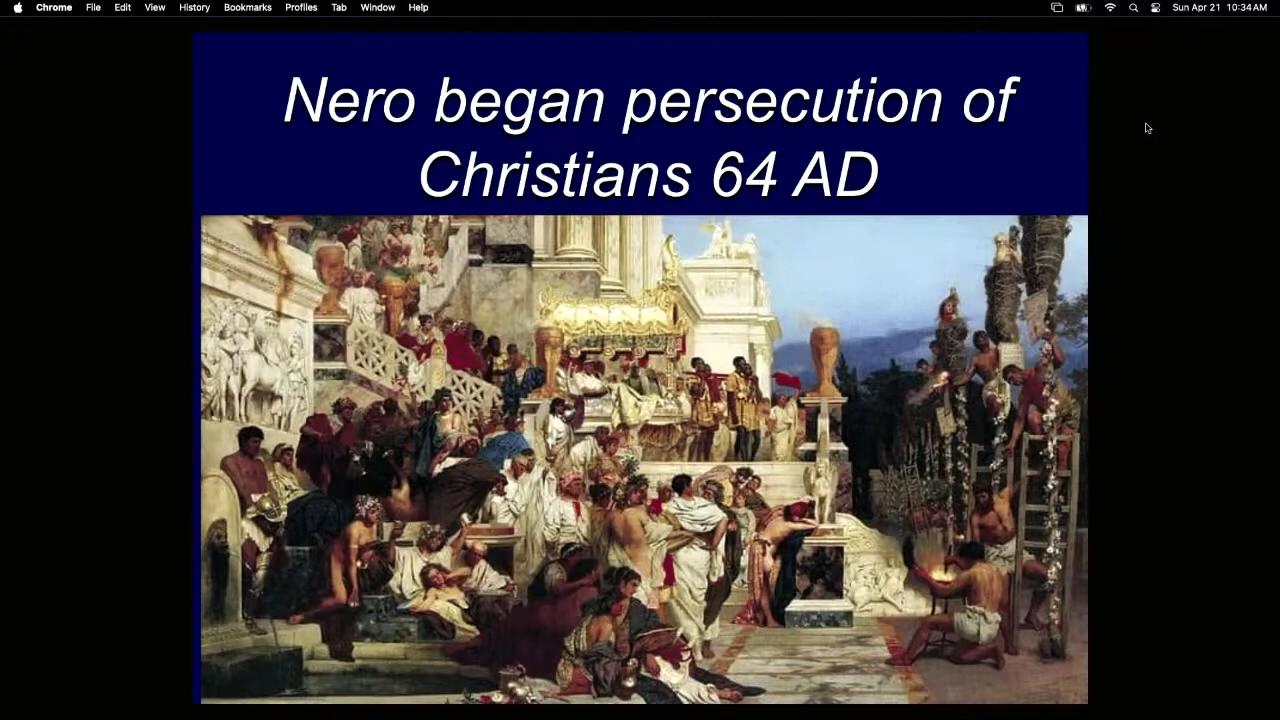 Chrome File Edit View History Bookmarks Profiles Tab Window Help Sun Apr 21 10:34 AM
Nero began persecution of
Christians 64 AD